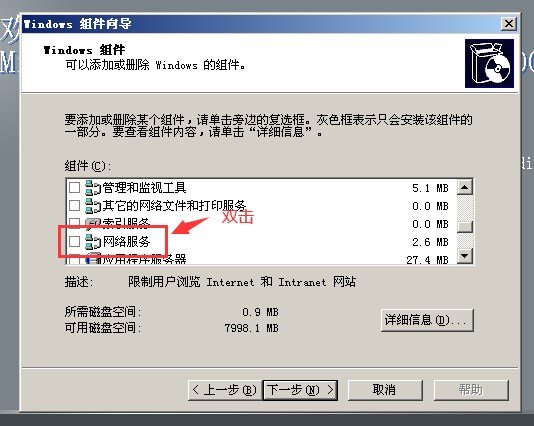 Windows 组件向导
欢
M
Windows 组件
可以添加或删除 Windows 的组件。
要添加或删除某个组件，请单击旁边的复选框。灰色框表示只会安装该组件的
一部分。要查看组件内容，请单击“详细信息”。
di
组件(C):
管理和监视工具 5.1 MB
其它的网络文件和打印服务 0.0 MB
索引服务 0.0 MB
双击
网络服务 2.6 MB
应用程序服务器 27.4 MB
描述: 限制用户浏览 Internet 和 Intranet 网站
所需磁盘空间: 0.9 MB
可用磁盘空间: 7998.1 MB
详细信息(D)...
< 上一步(B) 下一步(N) > 取消 帮助